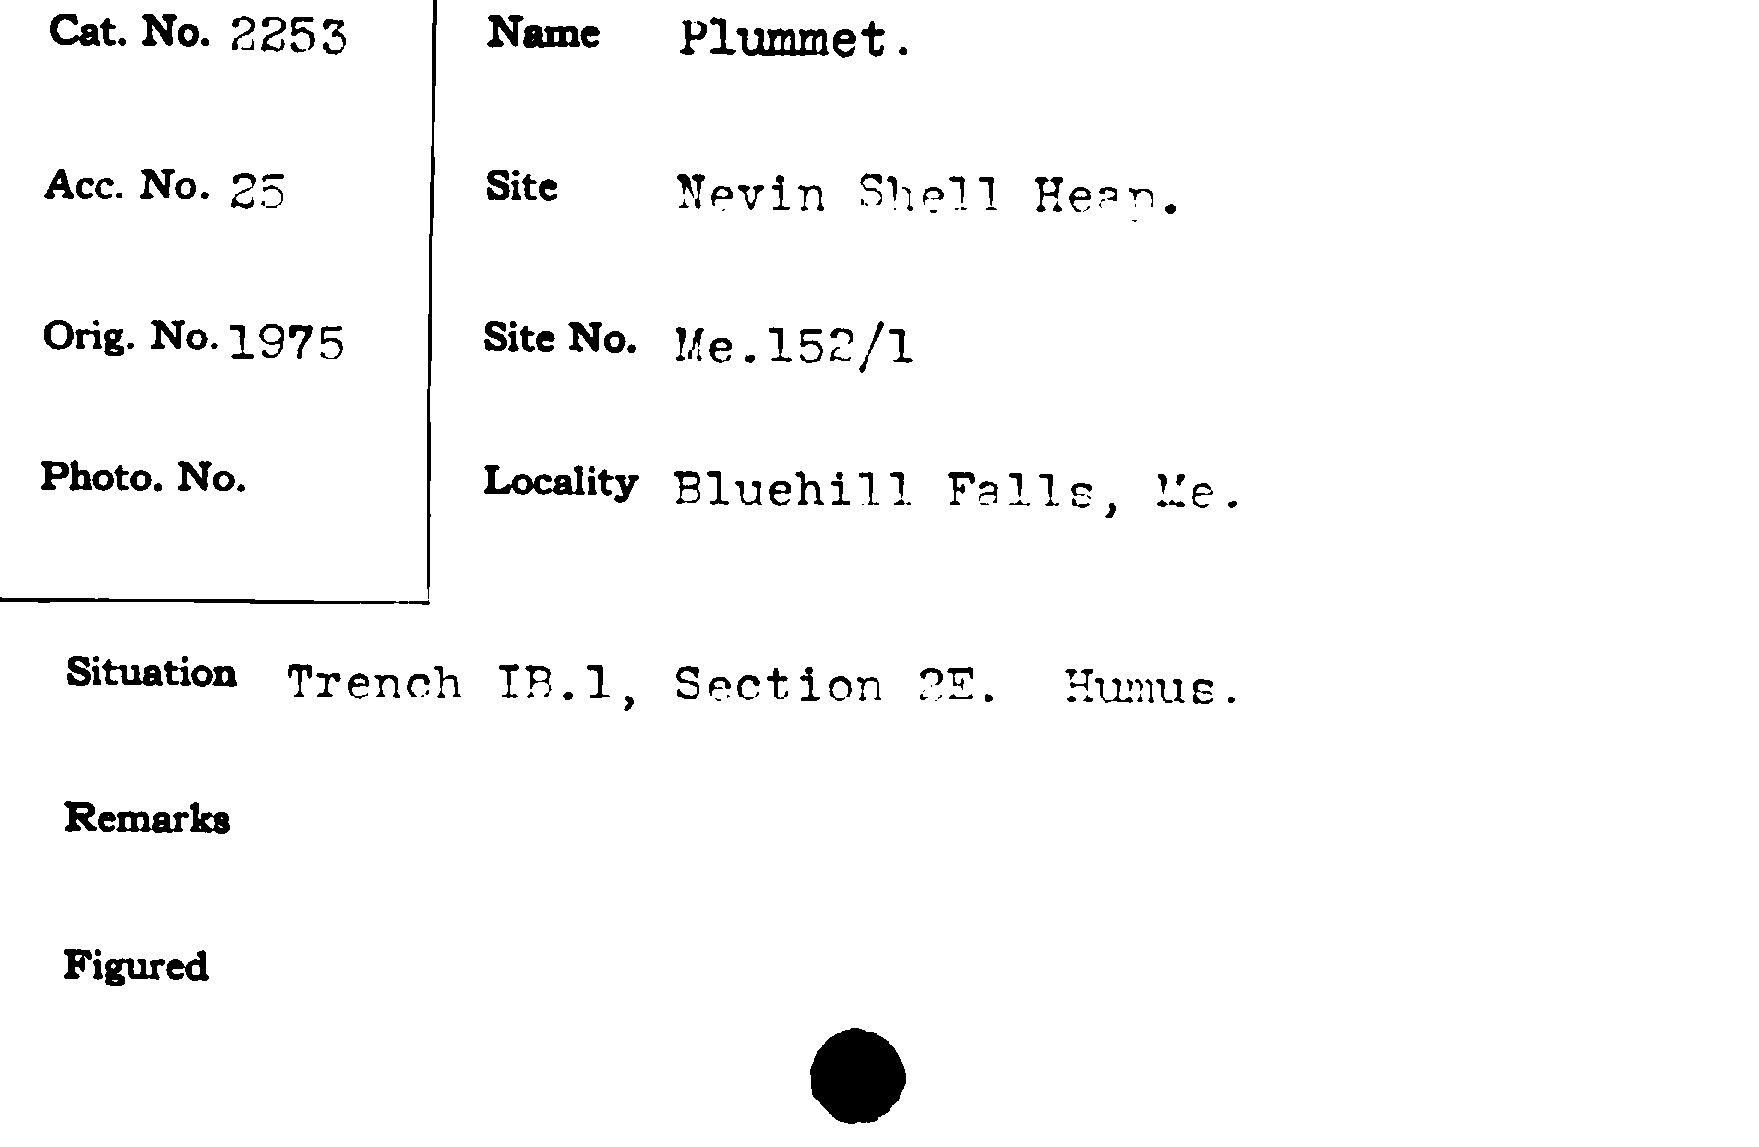 Cat. No. 2253
Name Plummet.
Acc. No. 25
Site Nevin Shell Heap.
Orig. No. 1975
Site No. Me.152/1
Photo. No.
Locality Bluehill Falls, Me.
Situation Trench IB.1, Section 2E. Humus.
Remarks
Figured